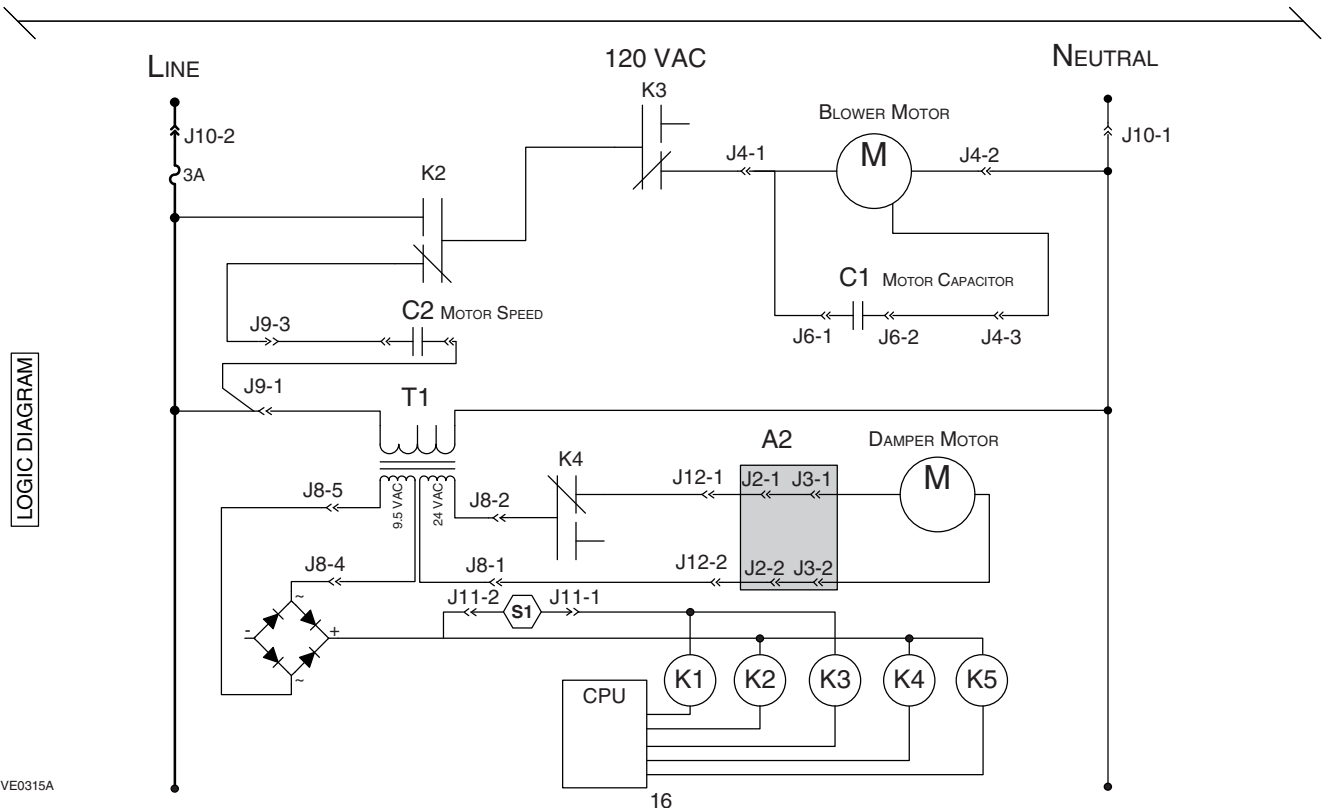 120 VAC
LINE
NEUTRAL
K3
BLOWER MOTOR
J10-2
J10-1
3A
K2
J4-1
M
J4-2
C1 MOTOR CAPACITOR
C2 MOTOR SPEED
J9-3
J6-1
J6-2
J4-3
J9-1
T1
LOGIC DIAGRAM
A2
DAMPER MOTOR
K4
J8-5
9.5 VAC
24 VAC
J8-2
J12-1
J2-1
J3-1
M
J8-4
J8-1
J12-2
J2-2
J3-2
~
J11-2
S1
J11-1
-
+
~
K1
K2
K3
K4
K5
CPU
VE0315A
16